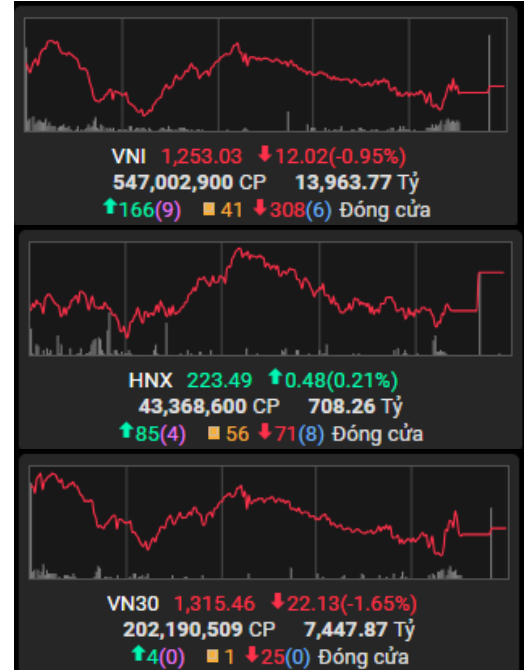 VNI 1,253.03 12.02(-0.95%)
547,002,900 CP 13,963.77 Tỷ
166(9) 41 308(6) Đóng cửa
HNX 223.49 0.48(0.21%)
43,368,600 CP 708.26 Tỷ
85(4) 56 71(8) Đóng cửa
VN30 1,315.46 22.13(-1.65%)
202,190,509 CP 7,447.87 Tỷ
4(0) 1 25(0) Đóng cửa